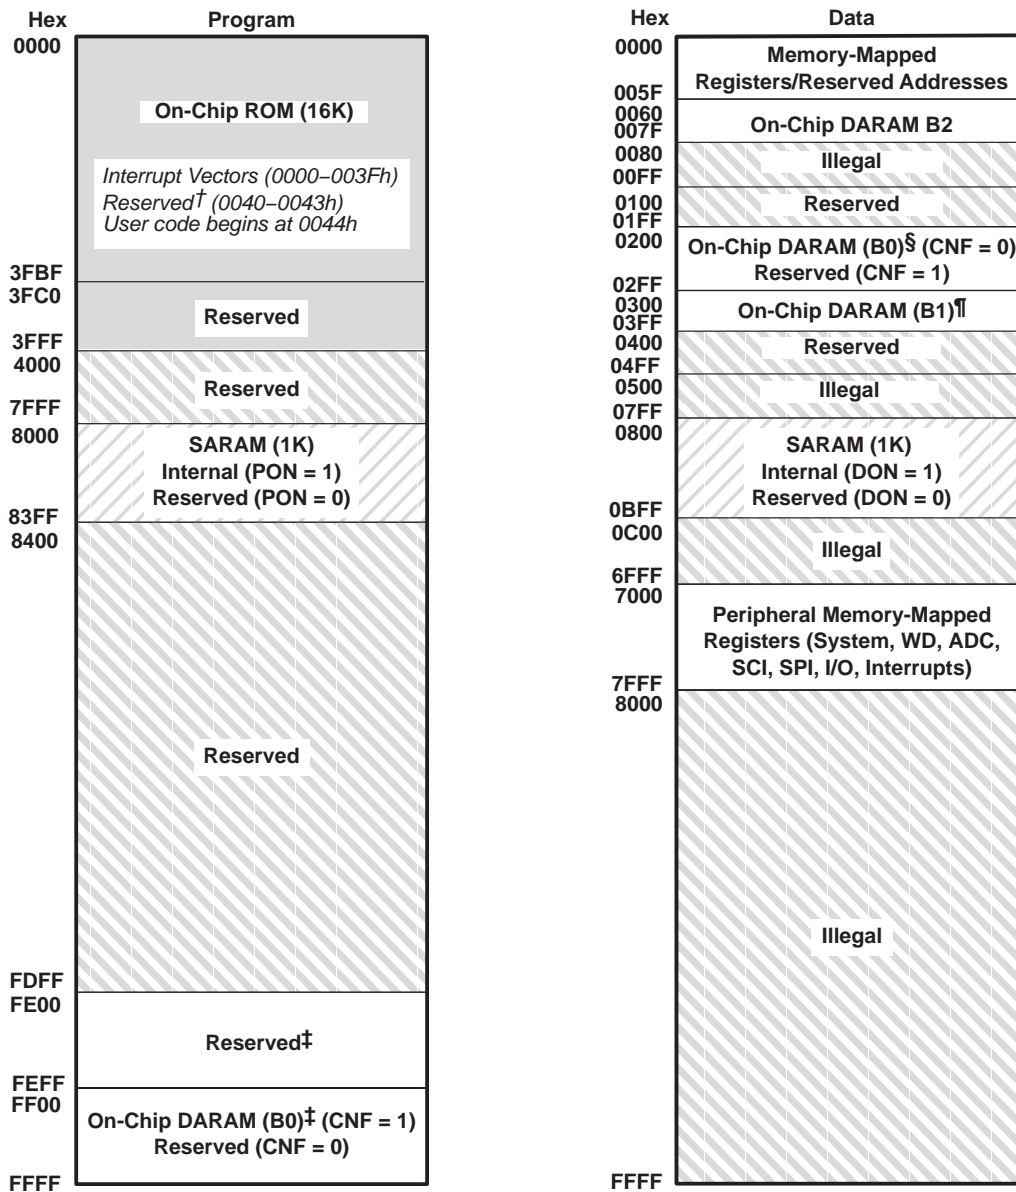 Hex Program
0000
On-Chip ROM (16K)
Interrupt Vectors (0000–003Fh)
Reserved† (0040–0043h)
User code begins at 0044h
3FBF
3FC0
Reserved
3FFF
4000
Reserved
7FFF
8000
SARAM (1K)
Internal (PON = 1)
Reserved (PON = 0)
83FF
8400
Reserved
FDFF
FE00
Reserved‡
FEFF
FF00
On-Chip DARAM (B0)‡ (CNF = 1)
Reserved (CNF = 0)
FFFF
Hex Data
0000
Memory-Mapped
Registers/Reserved Addresses
005F
0060
On-Chip DARAM B2
007F
0080
Illegal
00FF
0100
Reserved
01FF
0200
On-Chip DARAM (B0)§ (CNF = 0)
Reserved (CNF = 1)
02FF
0300
On-Chip DARAM (B1)¶
03FF
0400
Reserved
04FF
0500
Illegal
07FF
0800
SARAM (1K)
Internal (DON = 1)
Reserved (DON = 0)
0BFF
0C00
Illegal
6FFF
7000
Peripheral Memory-Mapped
Registers (System, WD, ADC,
SCI, SPI, I/O, Interrupts)
7FFF
8000
Illegal
FFFF